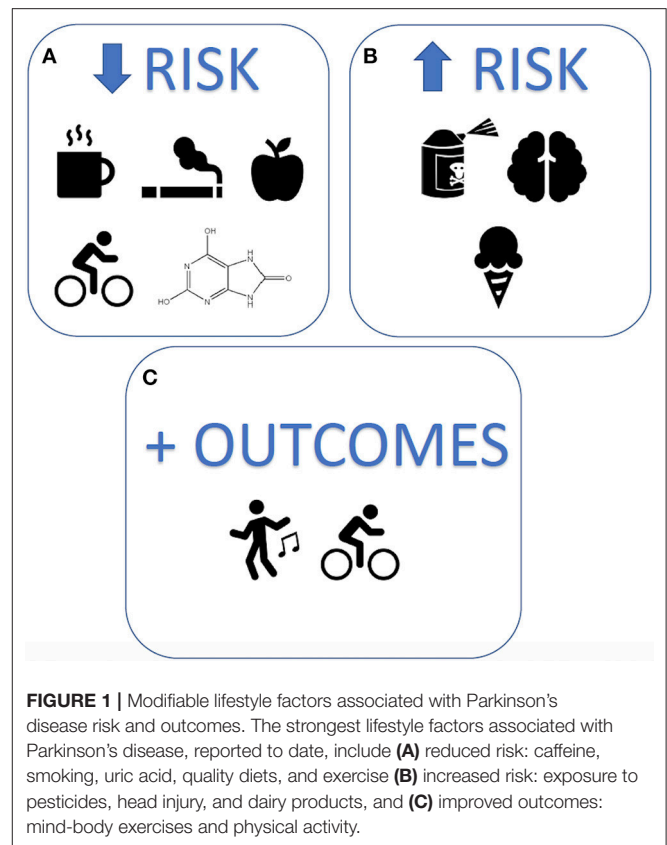 A
RISK
OH
N
H
N
O
HO
N
N
H
B
RISK
C
+ OUTCOMES
FIGURE 1 | Modifiable lifestyle factors associated with Parkinson's
disease risk and outcomes. The strongest lifestyle factors associated with
Parkinson's disease, reported to date, include (A) reduced risk: caffeine,
smoking, uric acid, quality diets, and exercise (B) increased risk: exposure to
pesticides, head injury, and dairy products, and (C) improved outcomes:
mind-body exercises and physical activity.